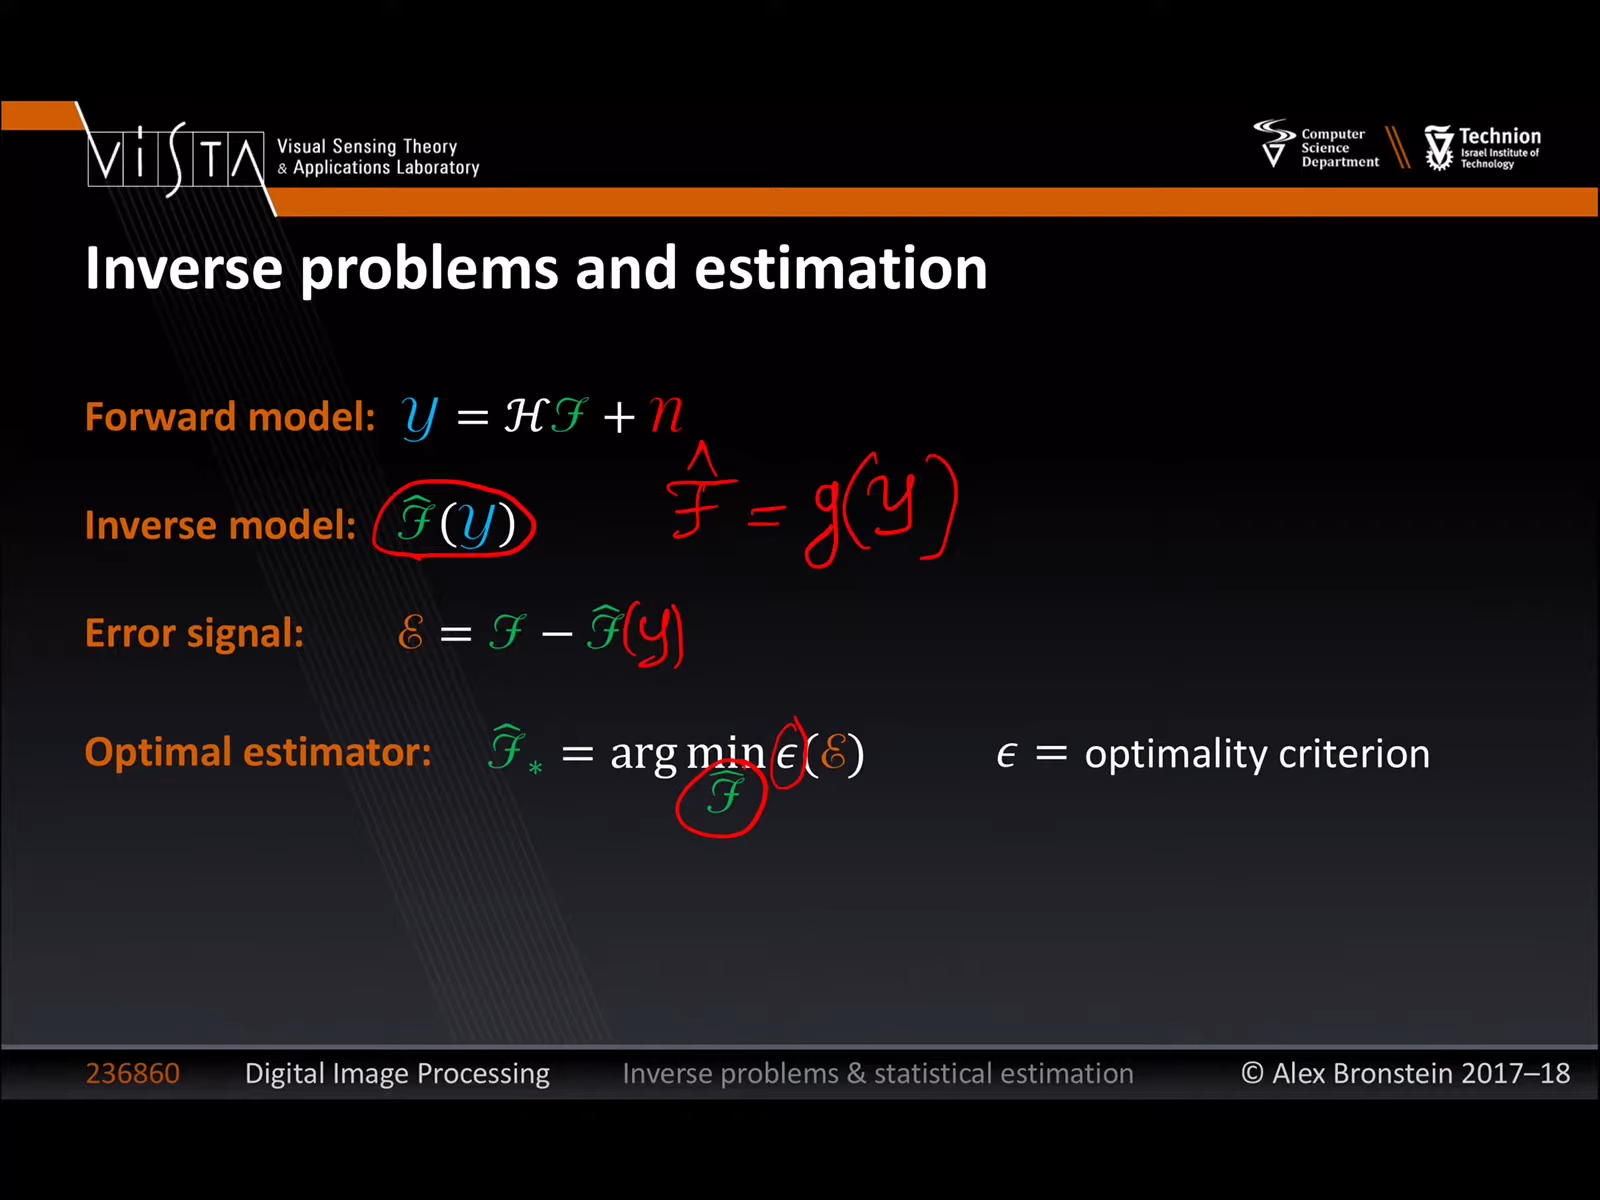 ViSTA Visual Sensing Theory & Applications Laboratory
Computer Science Department
Technion Israel Institute of Technology
Inverse problems and estimation
Forward model: 𝒴 = ℋℱ + 𝒩
Inverse model: ℱ̂(𝒴) ℱ̂ = g(𝒴)
Error signal: ℰ = ℱ − ℱ̂(𝒴)
Optimal estimator: ℱ̂* = arg min ϵ(ℰ) ϵ = optimality criterion
ℱ̂
236860 Digital Image Processing Inverse problems & statistical estimation © Alex Bronstein 2017–18